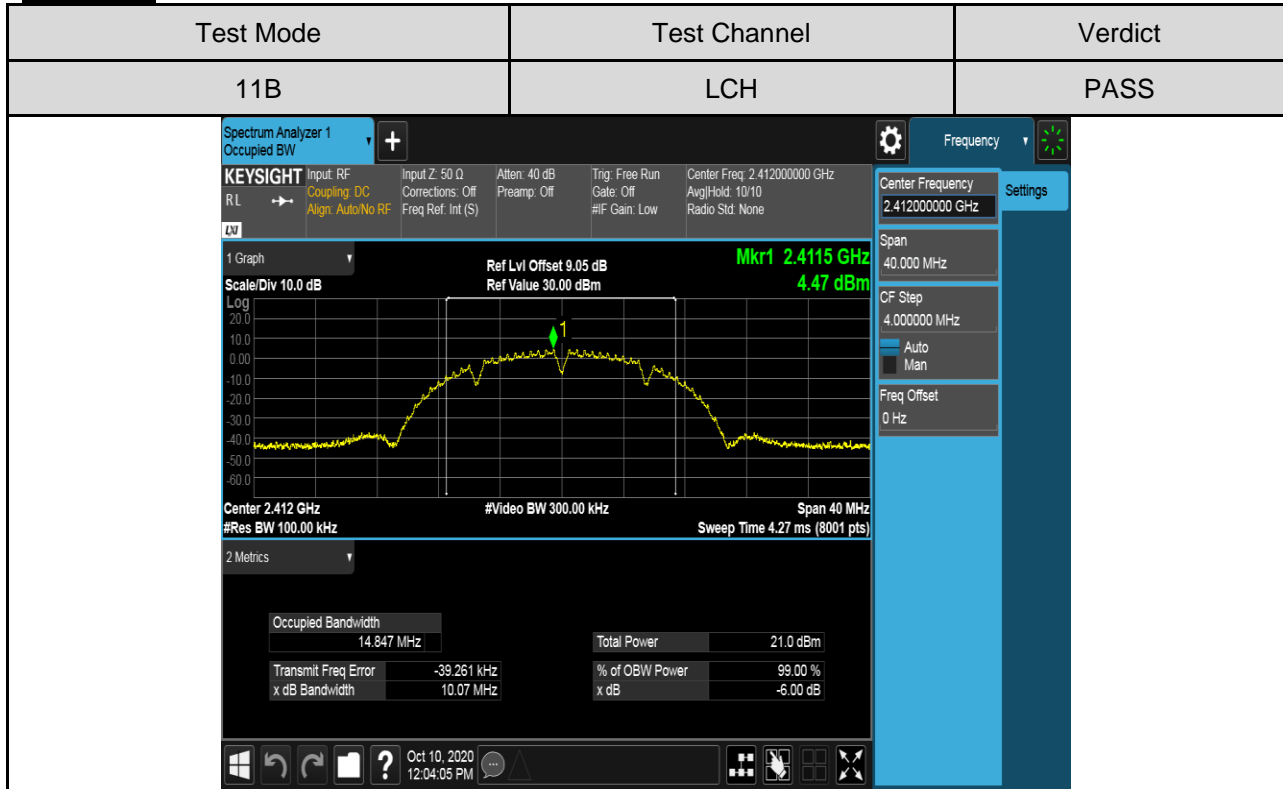 Test Mode Test Channel Verdict
11B LCH PASS
Spectrum Analyzer 1
Occupied BW
+
Frequency
KEYSIGHT Input: RF Input Z: 50 Ω Atten: 40 dB Trig: Free Run Center Freq: 2.412000000 GHz
RL Coupling: DC Corrections: Off Preamp: Off Gate: Off Avg|Hold: 10/10
Align: Auto/No RF Freq Ref: Int (S) #IF Gain: Low Radio Std: None
LXI
Center Frequency
2.412000000 GHz
Settings
Span
40.000 MHz
CF Step
4.000000 MHz
Auto
Man
Freq Offset
0 Hz
1 Graph
Ref Lvl Offset 9.05 dB
Mkr1 2.4115 GHz
Scale/Div 10.0 dB Ref Value 30.00 dBm 4.47 dBm
Log
20.0
10.0
0.00
-10.0
-20.0
-30.0
-40.0
-50.0
-60.0
1
Center 2.412 GHz #Video BW 300.00 kHz Span 40 MHz
#Res BW 100.00 kHz Sweep Time 4.27 ms (8001 pts)
2 Metrics
Occupied Bandwidth
14.847 MHz Total Power 21.0 dBm
Transmit Freq Error -39.261 kHz % of OBW Power 99.00 %
x dB Bandwidth 10.07 MHz x dB -6.00 dB
? Oct 10, 2020
12:04:05 PM